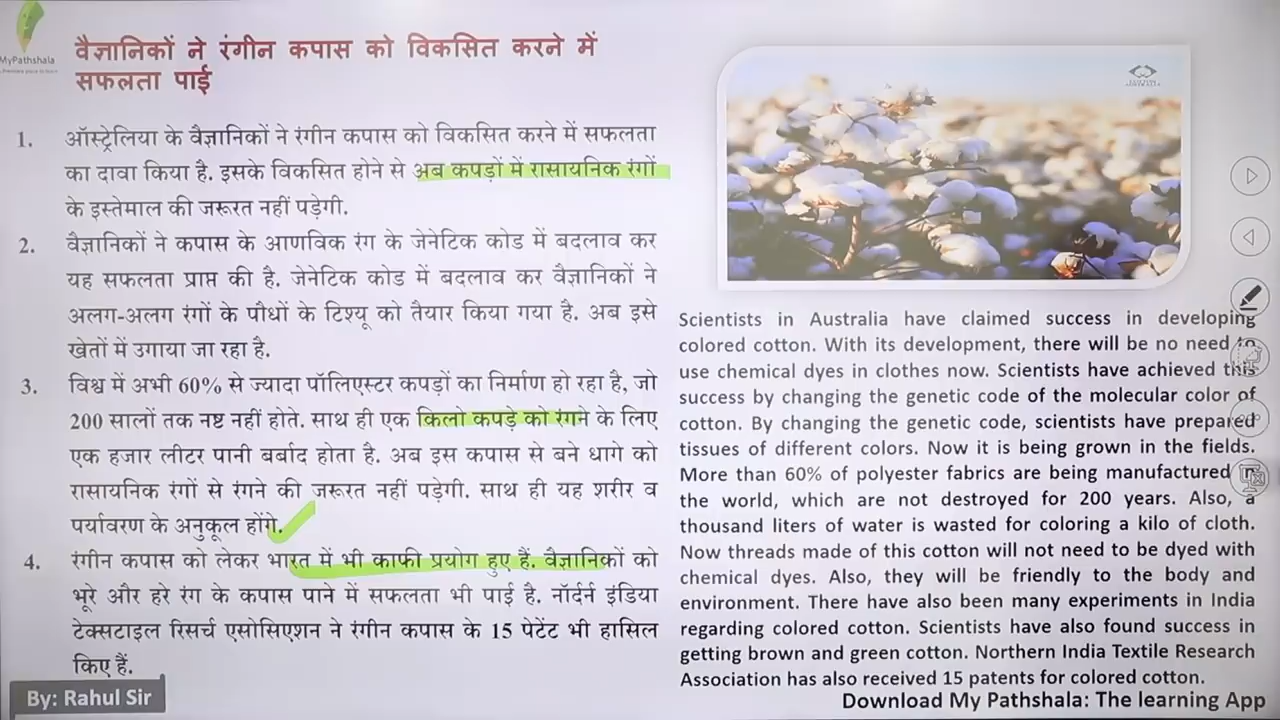 MyPathshala
वैज्ञानिकों ने रंगीन कपास को विकसित करने में
सफलता पाई
1. ऑस्ट्रेलिया के वैज्ञानिकों ने रंगीन कपास को विकसित करने में सफलता
का दावा किया है. इसके विकसित होने से अब कपड़ों में रासायनिक रंगों
के इस्तेमाल की जरूरत नहीं पड़ेगी.
2. वैज्ञानिकों ने कपास के आणविक रंग के जेनेटिक कोड में बदलाव कर
यह सफलता प्राप्त की है. जेनेटिक कोड में बदलाव कर वैज्ञानिकों ने
अलग-अलग रंगों के पौधों के टिश्यू को तैयार किया गया है. अब इसे
खेतों में उगाया जा रहा है.
3. विश्व में अभी 60% से ज्यादा पॉलिएस्टर कपड़ों का निर्माण हो रहा है, जो
200 सालों तक नष्ट नहीं होते. साथ ही एक किलो कपड़े को रंगने के लिए
एक हजार लीटर पानी बर्बाद होता है. अब इस कपास से बने धागे को
रासायनिक रंगों से रंगने की जरूरत नहीं पड़ेगी. साथ ही यह शरीर व
पर्यावरण के अनुकूल होंगे.
4. रंगीन कपास को लेकर भारत में भी काफी प्रयोग हुए हैं. वैज्ञानिकों को
भूरे और हरे रंग के कपास पाने में सफलता भी पाई है. नॉर्दर्न इंडिया
टेक्सटाइल रिसर्च एसोसिएशन ने रंगीन कपास के 15 पेटेंट भी हासिल
किए हैं.
Scientists in Australia have claimed success in developing
colored cotton. With its development, there will be no need to
use chemical dyes in clothes now. Scientists have achieved this
success by changing the genetic code of the molecular color of
cotton. By changing the genetic code, scientists have prepared
tissues of different colors. Now it is being grown in the fields.
More than 60% of polyester fabrics are being manufactured
the world, which are not destroyed for 200 years. Also, a
thousand liters of water is wasted for coloring a kilo of cloth.
Now threads made of this cotton will not need to be dyed with
chemical dyes. Also, they will be friendly to the body and
environment. There have also been many experiments in India
regarding colored cotton. Scientists have also found success in
getting brown and green cotton. Northern India Textile Research
Association has also received 15 patents for colored cotton.
By: Rahul Sir
Download My Pathshala: The learning App